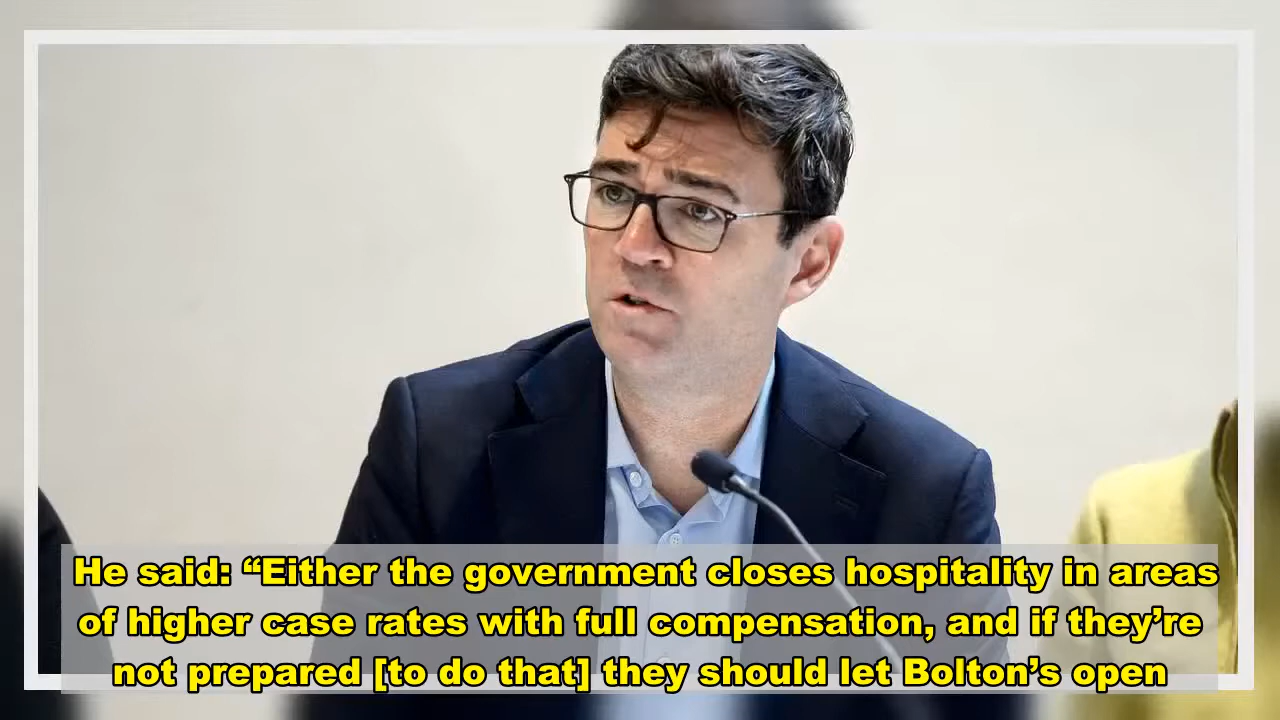 He said: “Either the government closes hospitality in areas
of higher case rates with full compensation, and if they’re
not prepared [to do that] they should let Bolton’s open